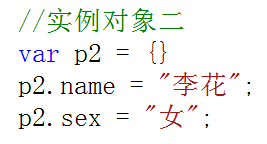 //实例对象二
var p2 = {}
p2.name = "李花";
p2.sex = "女";